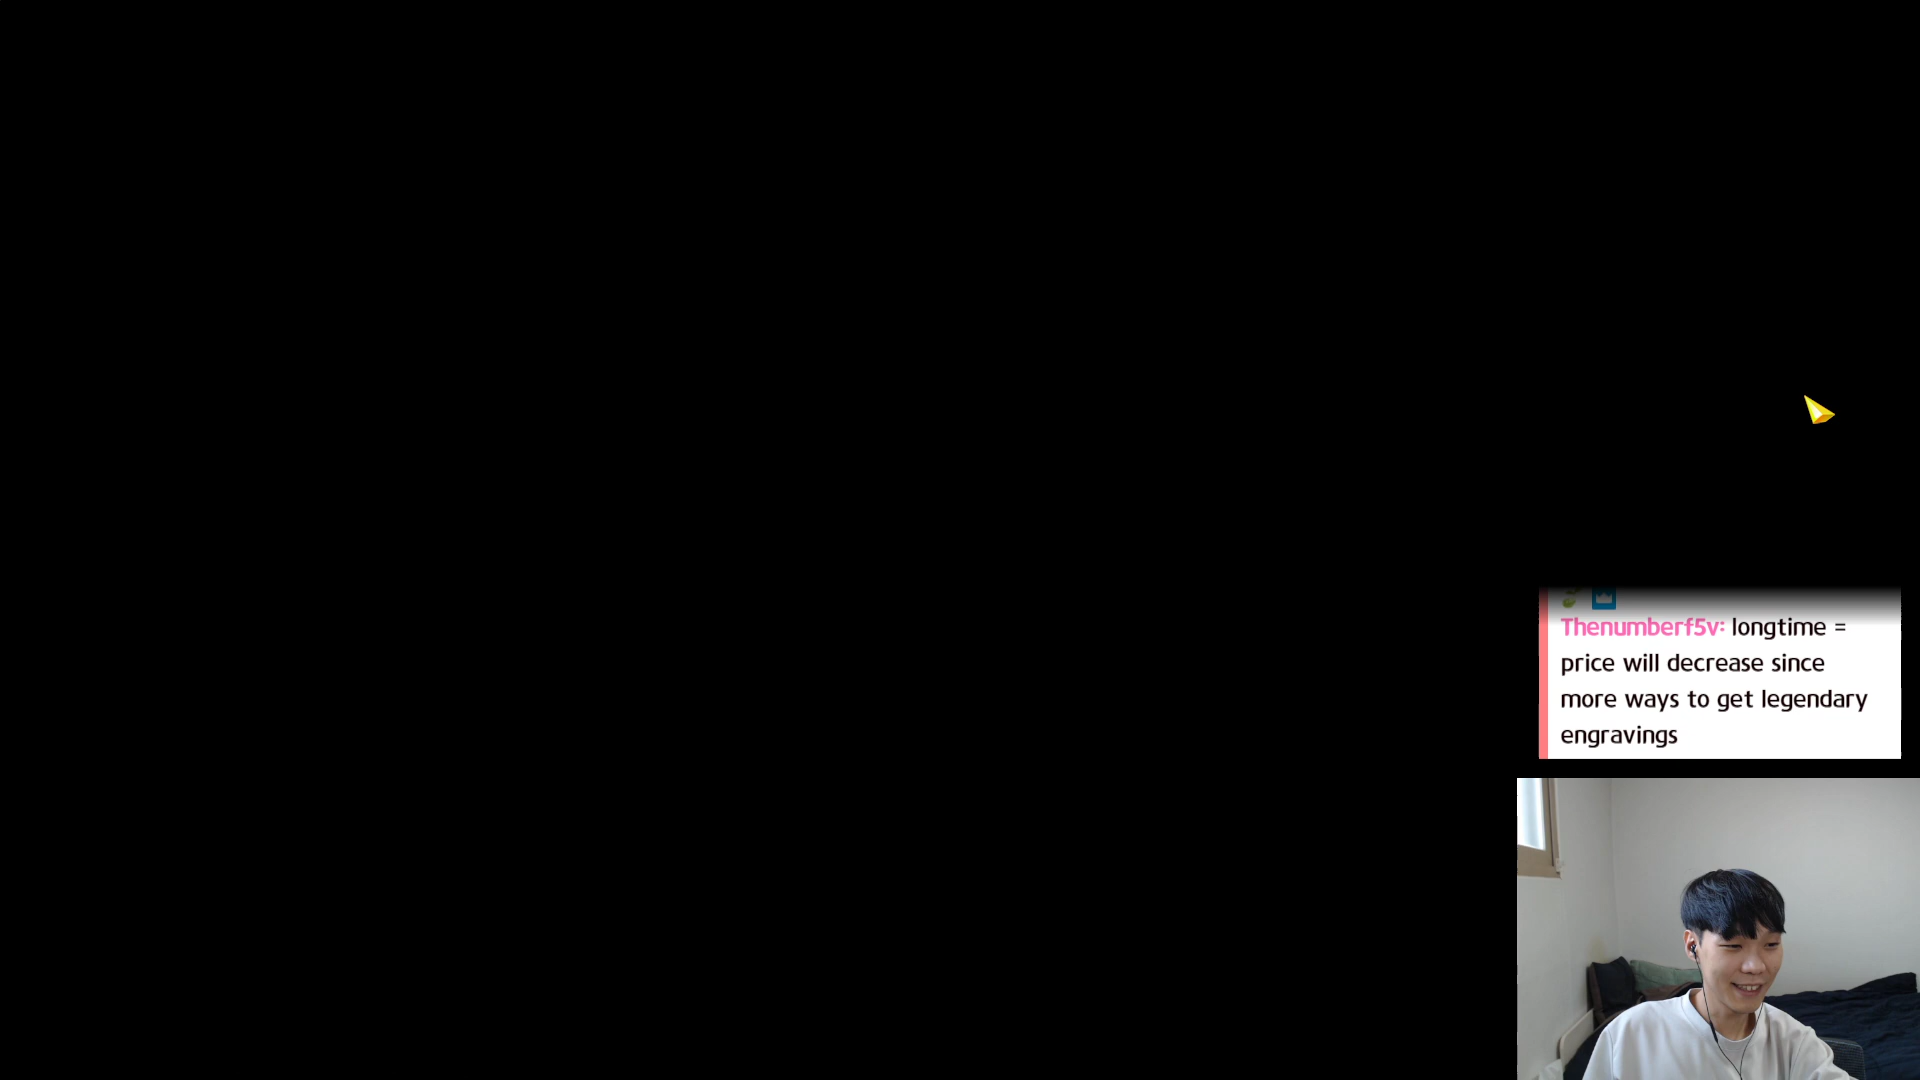 Thenumberf5v: longtime =
price will decrease since
more ways to get legendary
engravings